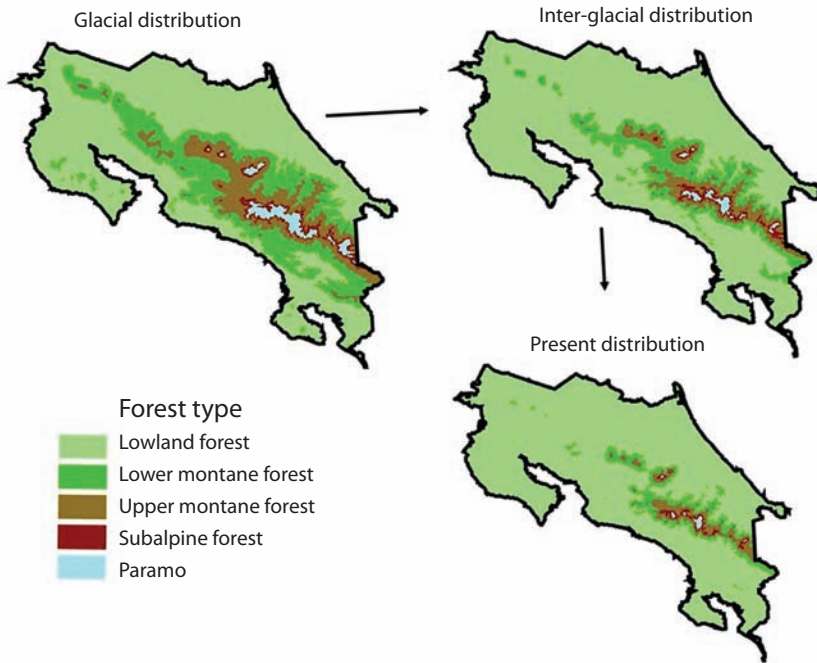 Glacial distribution
Inter-glacial distribution
Present distribution
Forest type
Lowland forest
Lower montane forest
Upper montane forest
Subalpine forest
Paramo